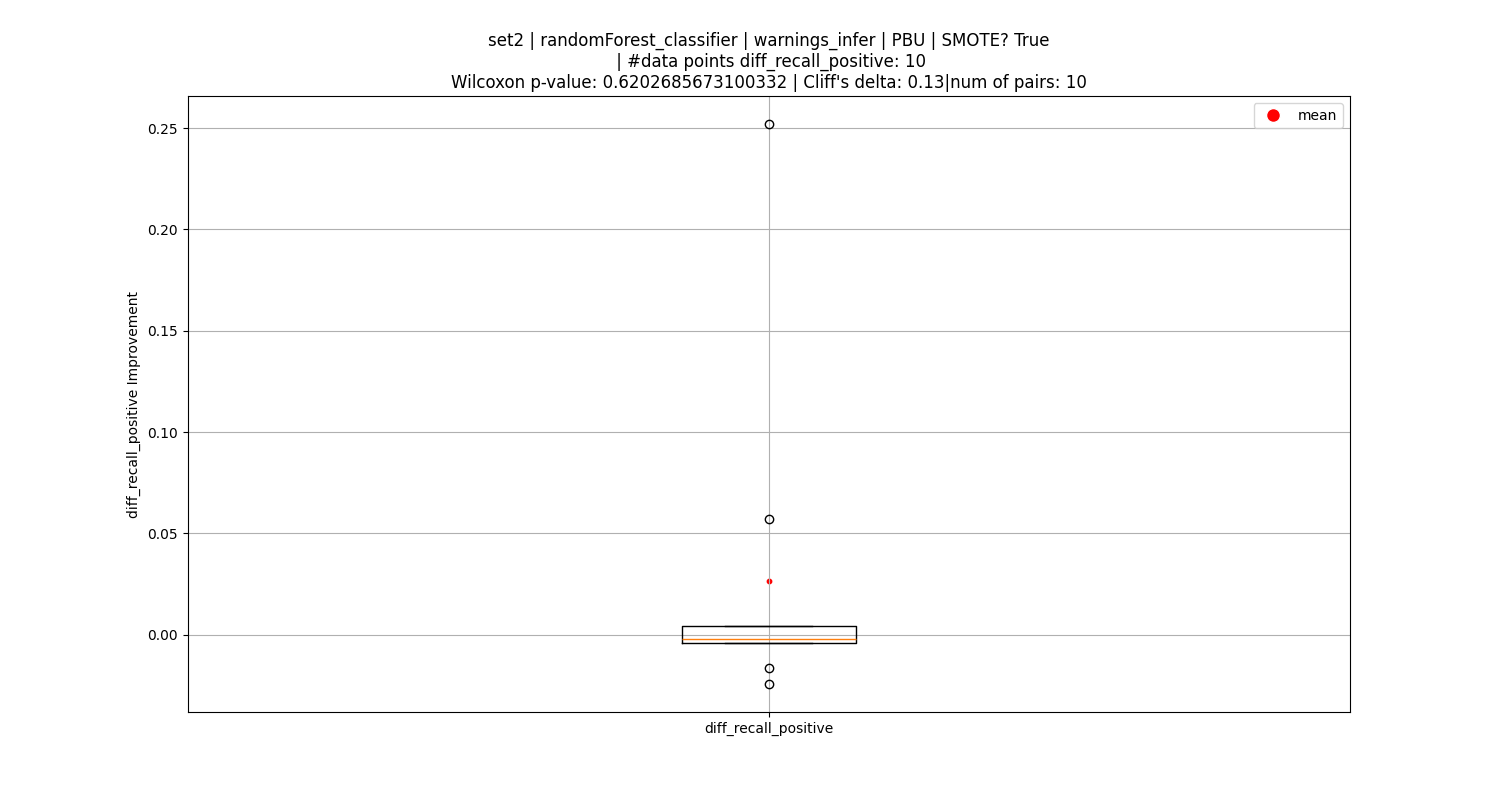 set2 | randomForest_classifier | warnings_infer | PBU | SMOTE? True
| #data points diff_recall_positive: 10
Wilcoxon p-value: 0.6202685673100332 | Cliff's delta: 0.13|num of pairs: 10
mean
0.25
0.20
0.15
0.10
0.05
0.00
diff_recall_positive Improvement
diff_recall_positive